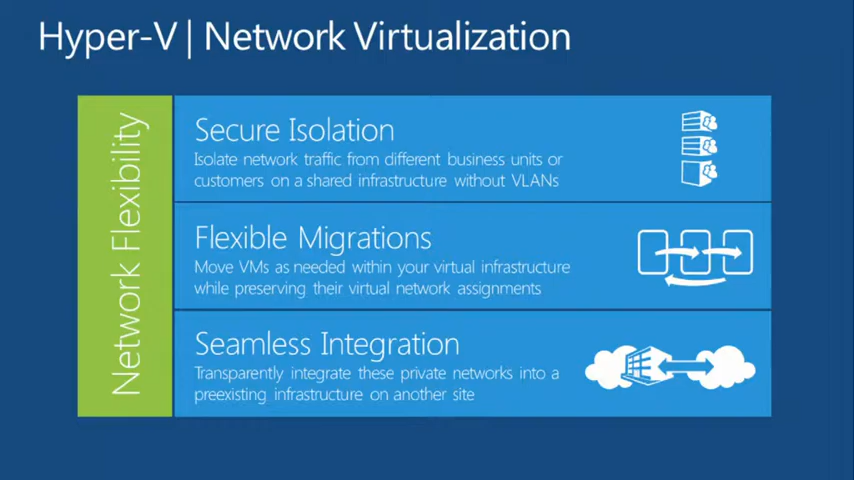 Hyper-V | Network Virtualization
Network Flexibility
Secure Isolation
Isolate network traffic from different business units or
customers on a shared infrastructure without VLANs
Flexible Migrations
Move VMs as needed within your virtual infrastructure
while preserving their virtual network assignments
Seamless Integration
Transparently integrate these private networks into a
preexisting infrastructure on another site